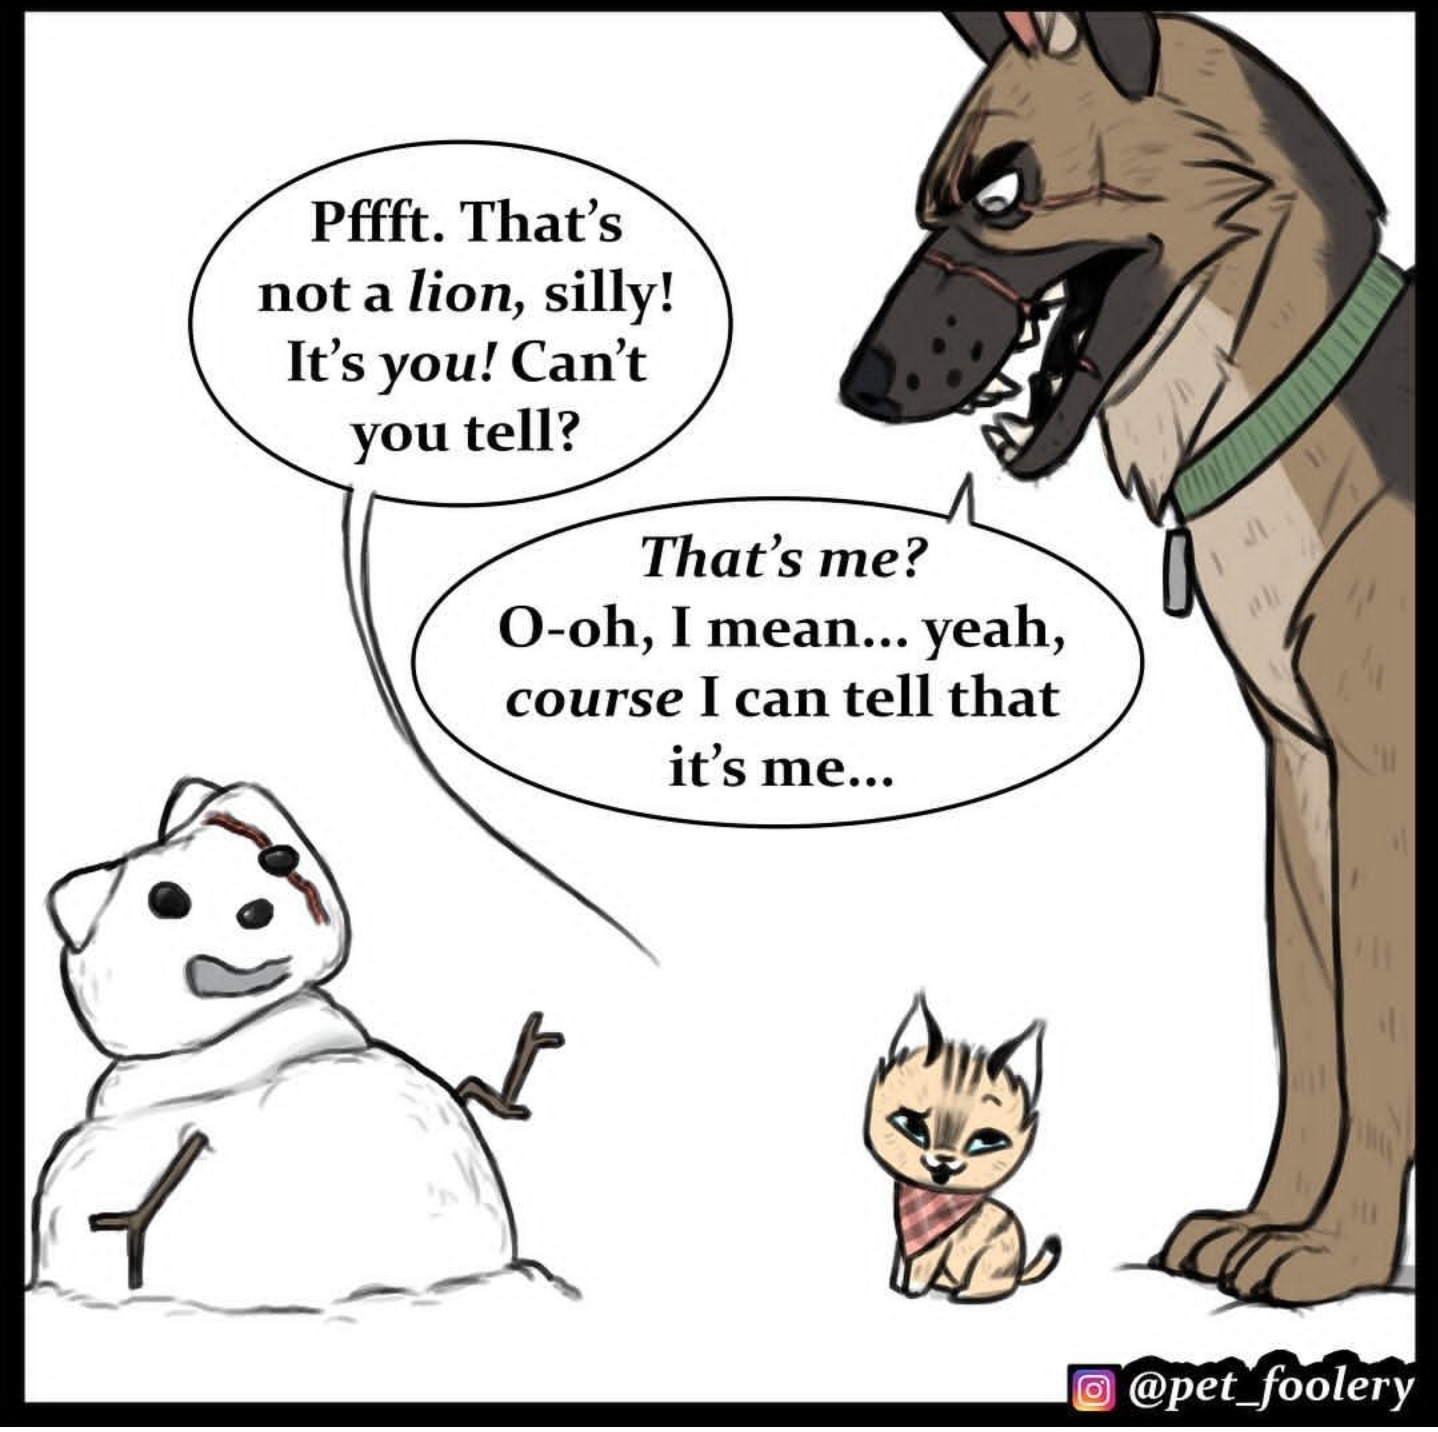 Pffft. That's
not a lion, silly!
It's you! Can't
you tell?
That's me?
O-oh, I mean... yeah,
course I can tell that
it's me...
@pet_foolery